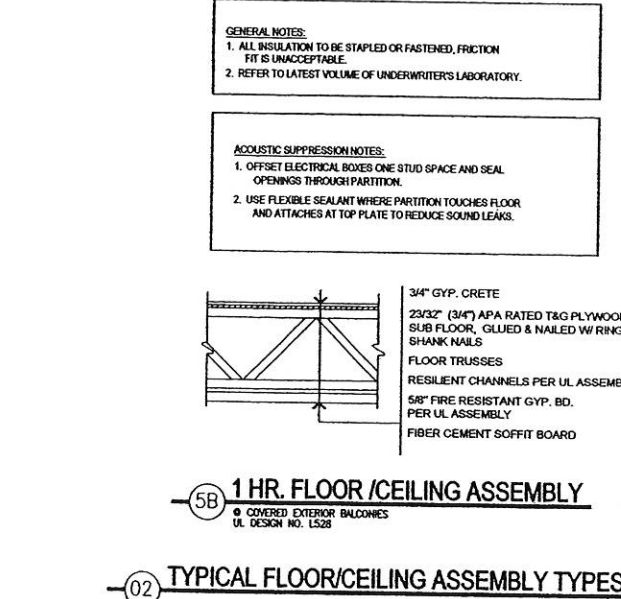 GENERAL NOTES:
1. ALL INSULATION TO BE STAPLED OR FASTENED, FRICTION
FIT IS UNACCEPTABLE.
2. REFER TO LATEST VOLUME OF UNDERWRITER'S LABORATORY.
ACOUSTIC SUPPRESSION NOTES:
1. OFFSET ELECTRICAL BOXES ONE STUD SPACE AND SEAL
OPENINGS THROUGH PARTITION.
2. USE FLEXIBLE SEALANT WHERE PARTITION TOUCHES FLOOR
AND ATTACHES AT TOP PLATE TO REDUCE SOUND LEAKS.
3/4" GYP. CRETE
23/32" (3/4") APA RATED T&G PLYWOOD
SUB FLOOR, GLUED & NAILED W/ RING
SHANK NAILS
FLOOR TRUSSES
RESILIENT CHANNELS PER UL ASSEMB
5/8" FIRE RESISTANT GYP. BD.
PER UL ASSEMBLY
FIBER CEMENT SOFFIT BOARD
5B 1 HR. FLOOR /CEILING ASSEMBLY
@ COVERED EXTERIOR BALCONIES
UL DESIGN NO. L528
02 TYPICAL FLOOR/CEILING ASSEMBLY TYPES